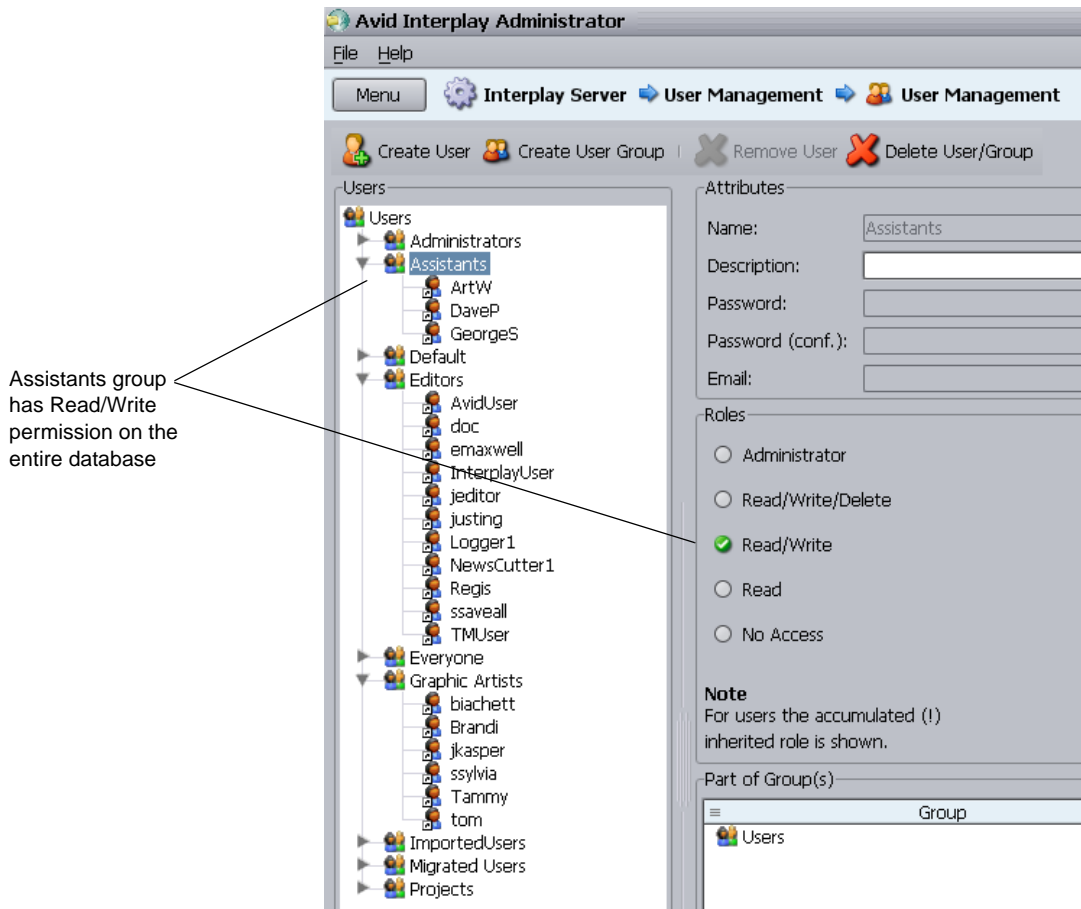 Avid Interplay Administrator
File Help
Menu Interplay Server User Management User Management
Create User Create User Group Remove User Delete User/Group
Users
Users
Administrators
Assistants
ArtW
DaveP
GeorgeS
Default
Editors
AvidUser
doc
emaxwell
InterplayUser
jeditor
justing
Logger1
NewsCutter1
Regis
ssaveall
TMUser
Everyone
Graphic Artists
biachett
Brandi
jkasper
ssylvia
Tammy
tom
ImportedUsers
Migrated Users
Projects
Assistants group
has Read/Write
permission on the
entire database
Attributes
Name: Assistants
Description:
Password:
Password (conf.):
Email:
Roles
Administrator
Read/Write/Delete
Read/Write
Read
No Access
Note
For users the accumulated (!)
inherited role is shown.
Part of Group(s)
Group
Users